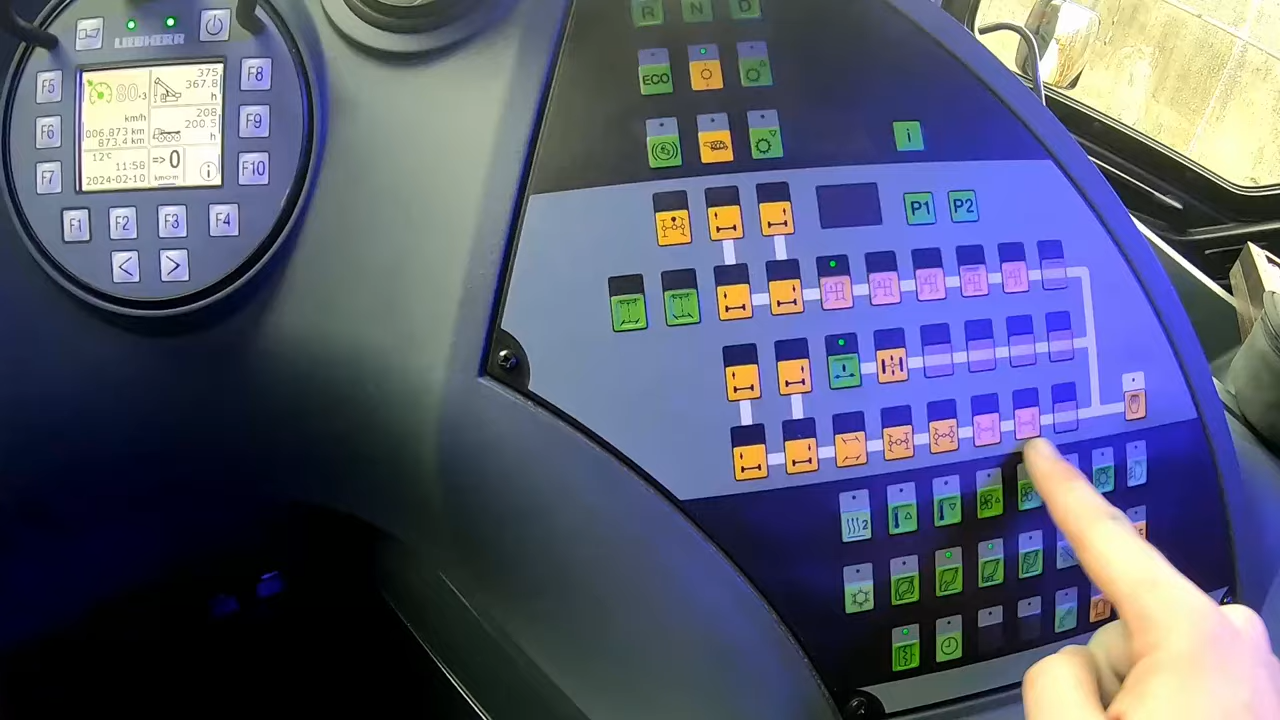 LIEBHERR
F5
F6
F7
F8
F9
F10
F1
F2
F3
F4
80
375
367.8
h
km/h
208
200.5
h
006.873 km
873.4 km
12°C
11:58
2024-02-10
0
R
N
D
ECO
i
P1
P2
2